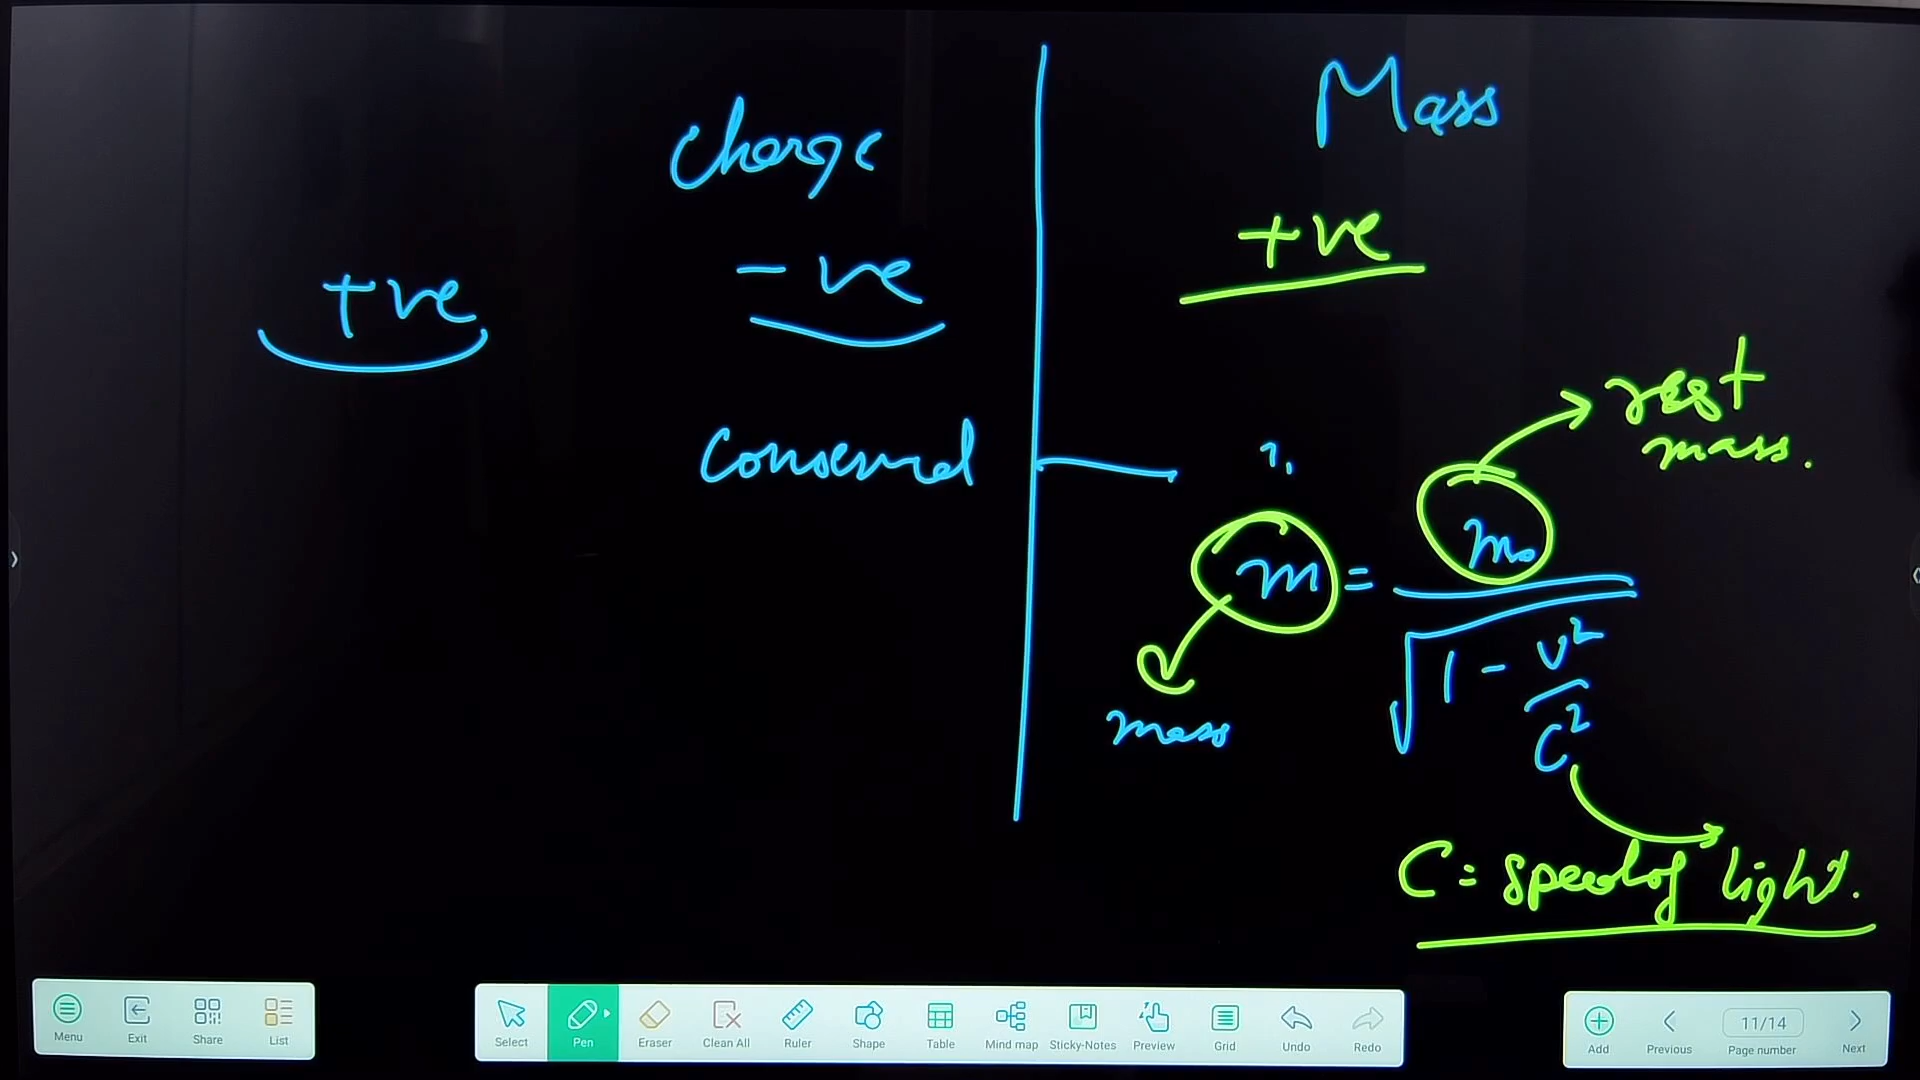 Charge
+ve
- ve
Conserved
Mass
+ve
rest
mass.
m = m₀ / √(1 - v²/c²)
mass
C = speed of light.
Menu
Exit
Share
List
Select
Pen
Eraser
Clean All
Ruler
Shape
Table
Mind map
Sticky-Notes
Preview
Grid
Undo
Redo
Add
Previous
11/14
Page number
Next